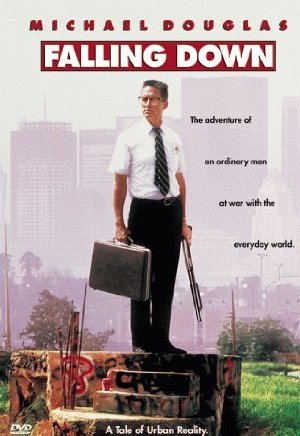 MICHAEL DOUGLAS
FALLING DOWN
The adventure of
an ordinary man
at war with the
everyday world.
DVD
A Tale of Urban Reality.